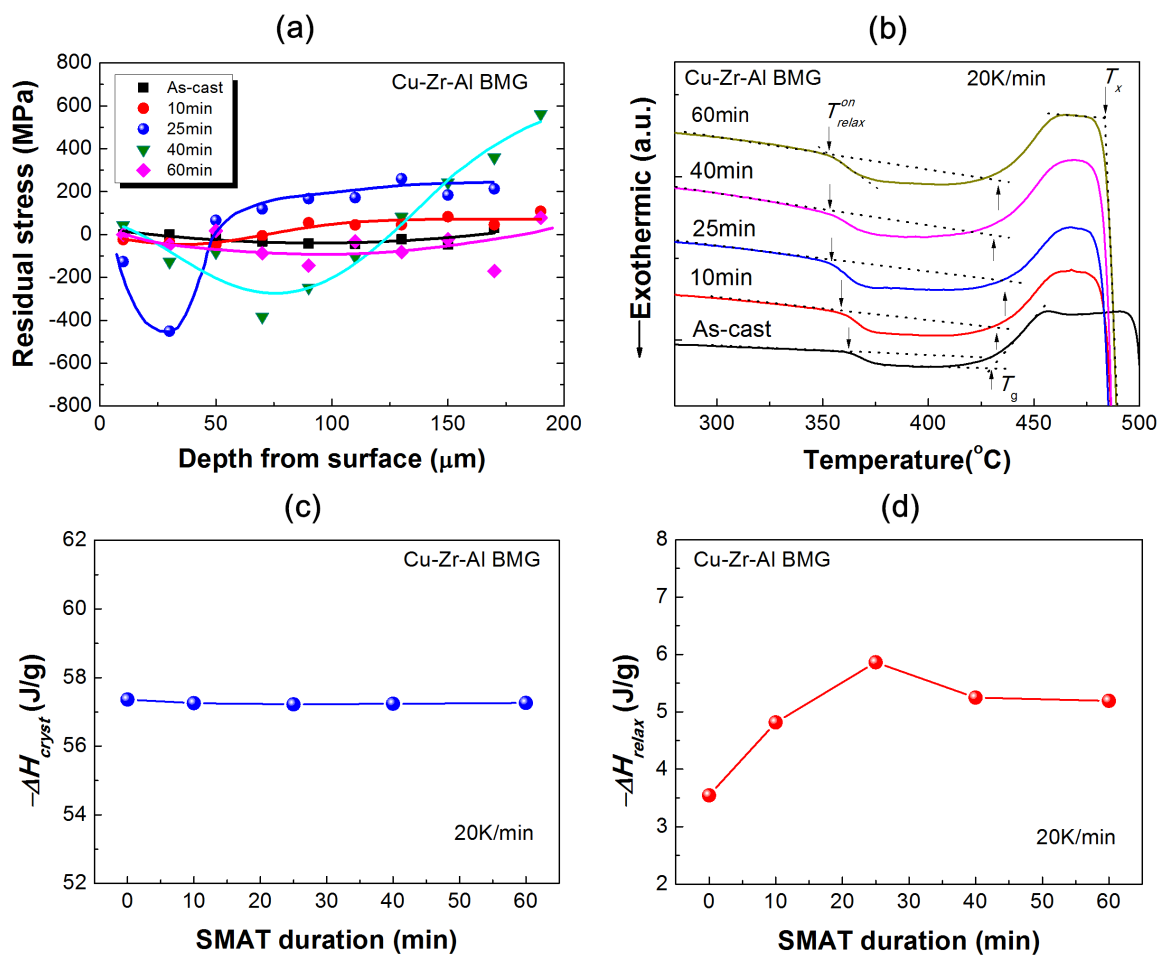 (a)
Cu-Zr-Al BMG
As-cast
10min
25min
40min
60min
800
600
400
200
0
-200
-400
-600
-800
Residual stress (MPa)
0
50
100
150
200
Depth from surface (μm)
(b)
Cu-Zr-Al BMG
20K/min
Tx
60min
T on relax
40min
25min
10min
As-cast
Tg
Exothermic (a.u.)
300
350
400
450
500
Temperature(°C)
(c)
Cu-Zr-Al BMG
62
60
58
56
54
52
−ΔHcryst (J/g)
20K/min
0
10
20
30
40
50
60
SMAT duration (min)
(d)
Cu-Zr-Al BMG
8
7
6
5
4
3
2
−ΔHrelax (J/g)
20K/min
0
10
20
30
40
50
60
SMAT duration (min)